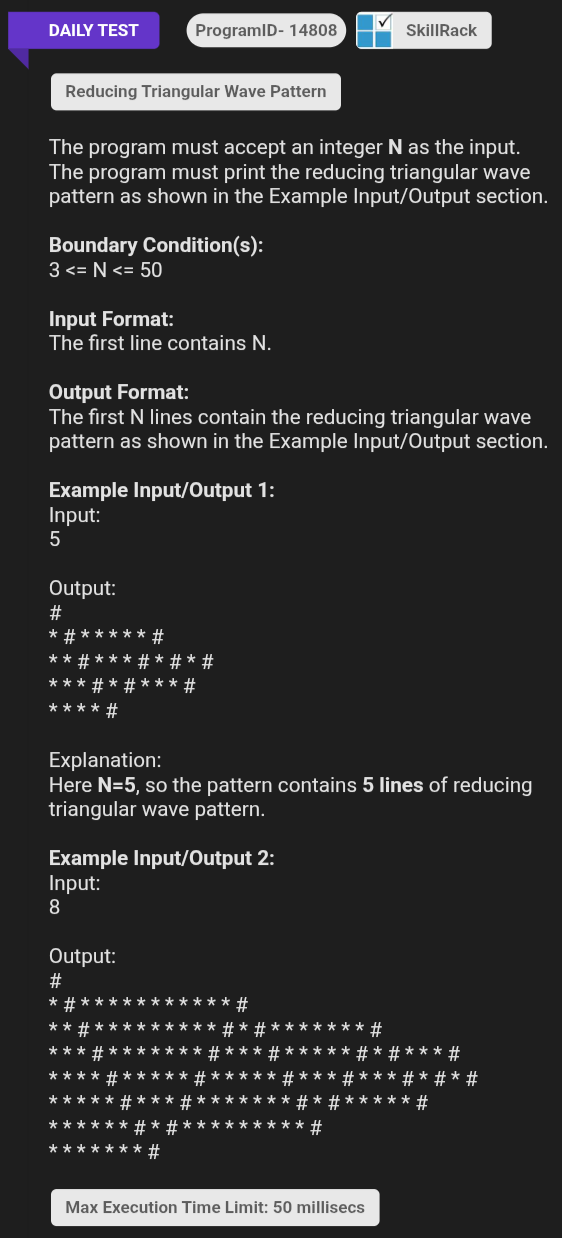 DAILY TEST
ProgramID- 14808
SkillRack
Reducing Triangular Wave Pattern
The program must accept an integer N as the input.
The program must print the reducing triangular wave
pattern as shown in the Example Input/Output section.
Boundary Condition(s):
3 <= N <= 50
Input Format:
The first line contains N.
Output Format:
The first N lines contain the reducing triangular wave
pattern as shown in the Example Input/Output section.
Example Input/Output 1:
Input:
5
Output:
#
* # * * * * * #
* * # * * * # * # * #
* * * # * # * * * #
* * * * #
Explanation:
Here N=5, so the pattern contains 5 lines of reducing
triangular wave pattern.
Example Input/Output 2:
Input:
8
Output:
#
* # * * * * * * * * * * * #
* * # * * * * * * * * * # * # * * * * * * * #
* * * # * * * * * * * # * * * # * * * * * # * # * * * #
* * * * # * * * * * # * * * * * # * * * # * * * # * # * #
* * * * * # * * * # * * * * * * * # * # * * * * * #
* * * * * * # * # * * * * * * * * * #
* * * * * * * #
Max Execution Time Limit: 50 millisecs